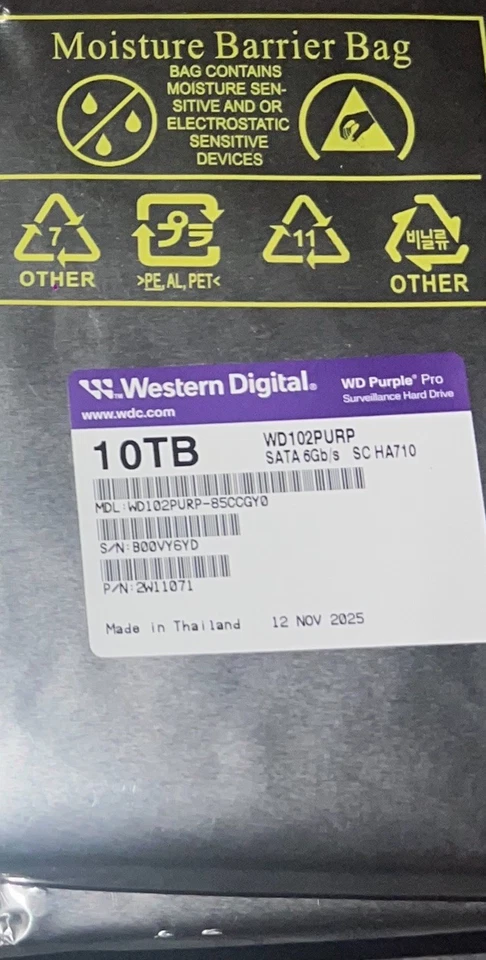 Moisture Barrier Bag
BAG CONTAINS
MOISTURE SEN-
SITIVE AND OR
ELECTROSTATIC
SENSITIVE
DEVICES
7
OTHER
プラ
>PE, AL, PET<
11
비닐류
OTHER
Western Digital®
WD Purple® Pro
www.wdc.com
Surveillance Hard Drive
10TB
WD102PURP
SATA 6Gb/s SC HA710
MDL:WD102PURP-85CCGY0
S/N:B00VY6YD
P/N:2W11071
Made in Thailand 12 NOV 2025